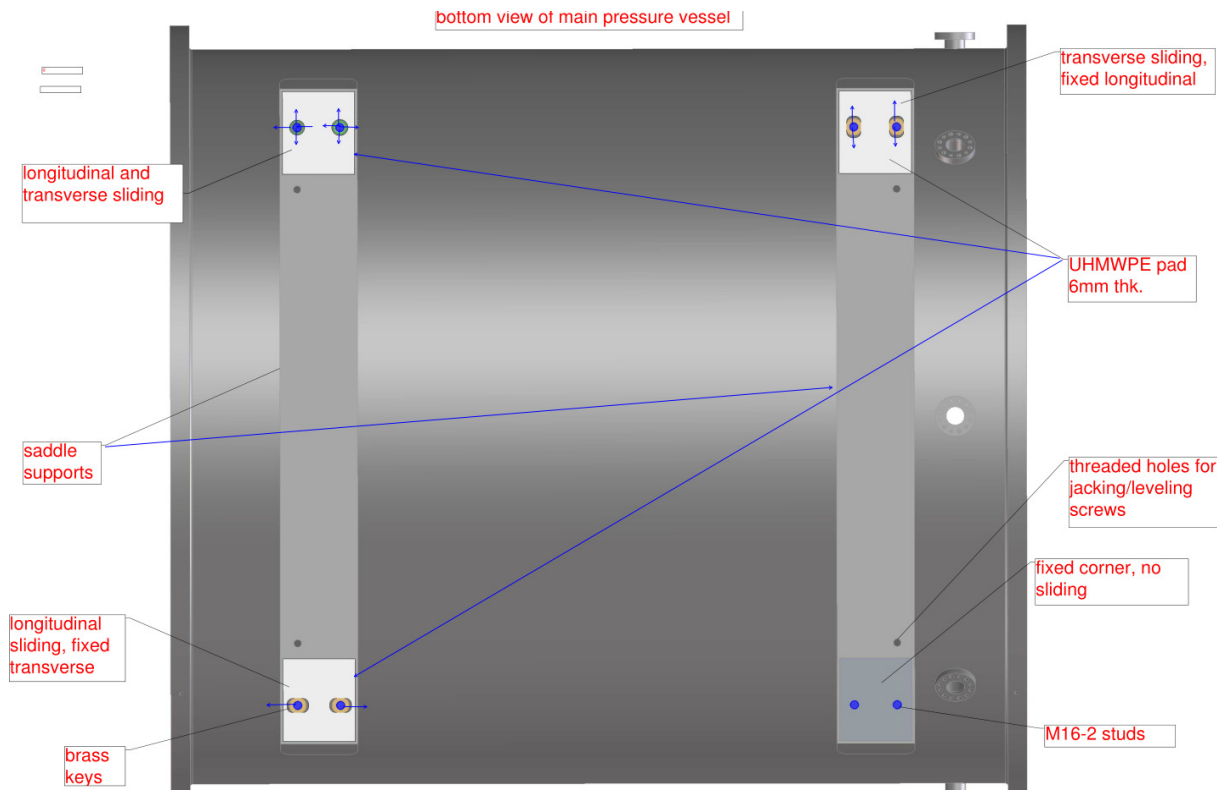 bottom view of main pressure vessel
transverse sliding,
fixed longitudinal
longitudinal and
transverse sliding
UHMWPE pad
6mm thk.
saddle
supports
threaded holes for
jacking/leveling
screws
fixed corner, no
sliding
longitudinal
sliding, fixed
transverse
M16-2 studs
brass
keys